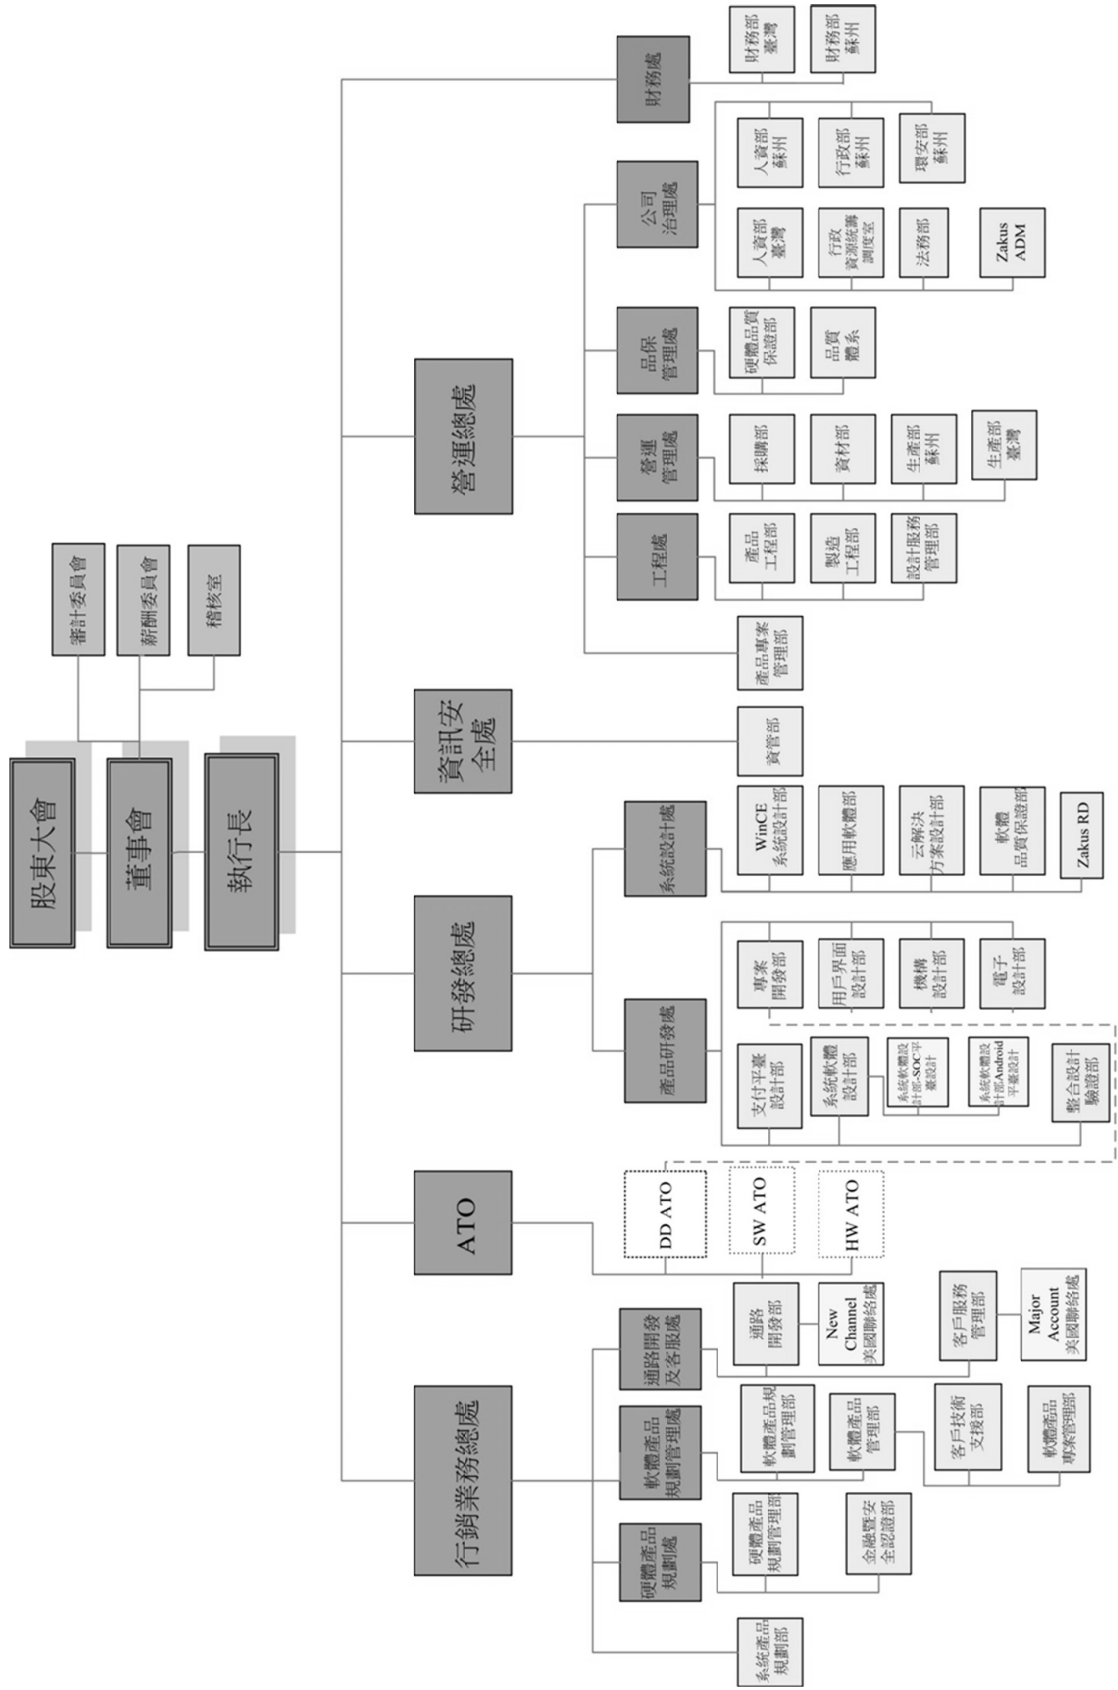 股東大會
董事會
執行長
審計委員會
薪酬委員會
稽核室
行銷業務總處
ATO
研發總處
資訊安
全處
營運總處
系統產品
規劃部
硬體產品
規劃處
硬體產品
規劃管理部
金融暨安
全認證部
軟體產品
規劃管理處
軟體產品規
劃管理部
軟體產品
管理部
客戶技術
支援部
軟體產品
專案管理部
通路開發
及客服處
通路
開發部
New
Channel
美國聯絡處
客戶服務
管理部
Major
Account
美國聯絡處
DD ATO
SW ATO
HW ATO
產品研發處
支付平臺
設計部
系統軟體
設計部
系統軟體設
計部-SOC平
臺設計
系統軟體設
計部Android
平臺設計
整合設計
驗證部
專案
開發部
用戶界面
設計部
機構
設計部
電子
設計部
系統設計處
WinCE
系統設計部
應用軟體部
云解決
方案設計部
軟體
品質保證部
Zakus RD
資管部
產品專案
管理部
工程處
產品
工程部
製造
工程部
設計服務
管理部
營運
管理處
採購部
資材部
生產部
蘇州
生產部
臺灣
品保
管理處
硬體品質
保證部
品質
體系
公司
治理處
人資部
臺灣
行政
資源統籌
調度室
法務部
Zakus
ADM
人資部
蘇州
行政部
蘇州
環安部
蘇州
財務處
財務部
臺灣
財務部
蘇州